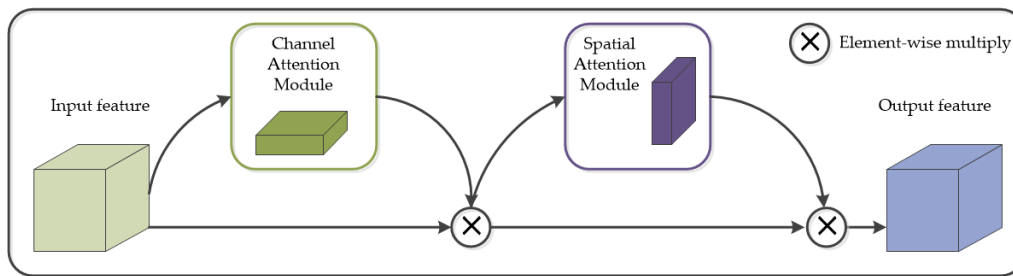 Channel
Attention
Module
Spatial
Attention
Module
Element-wise multiply
Input feature
Output feature